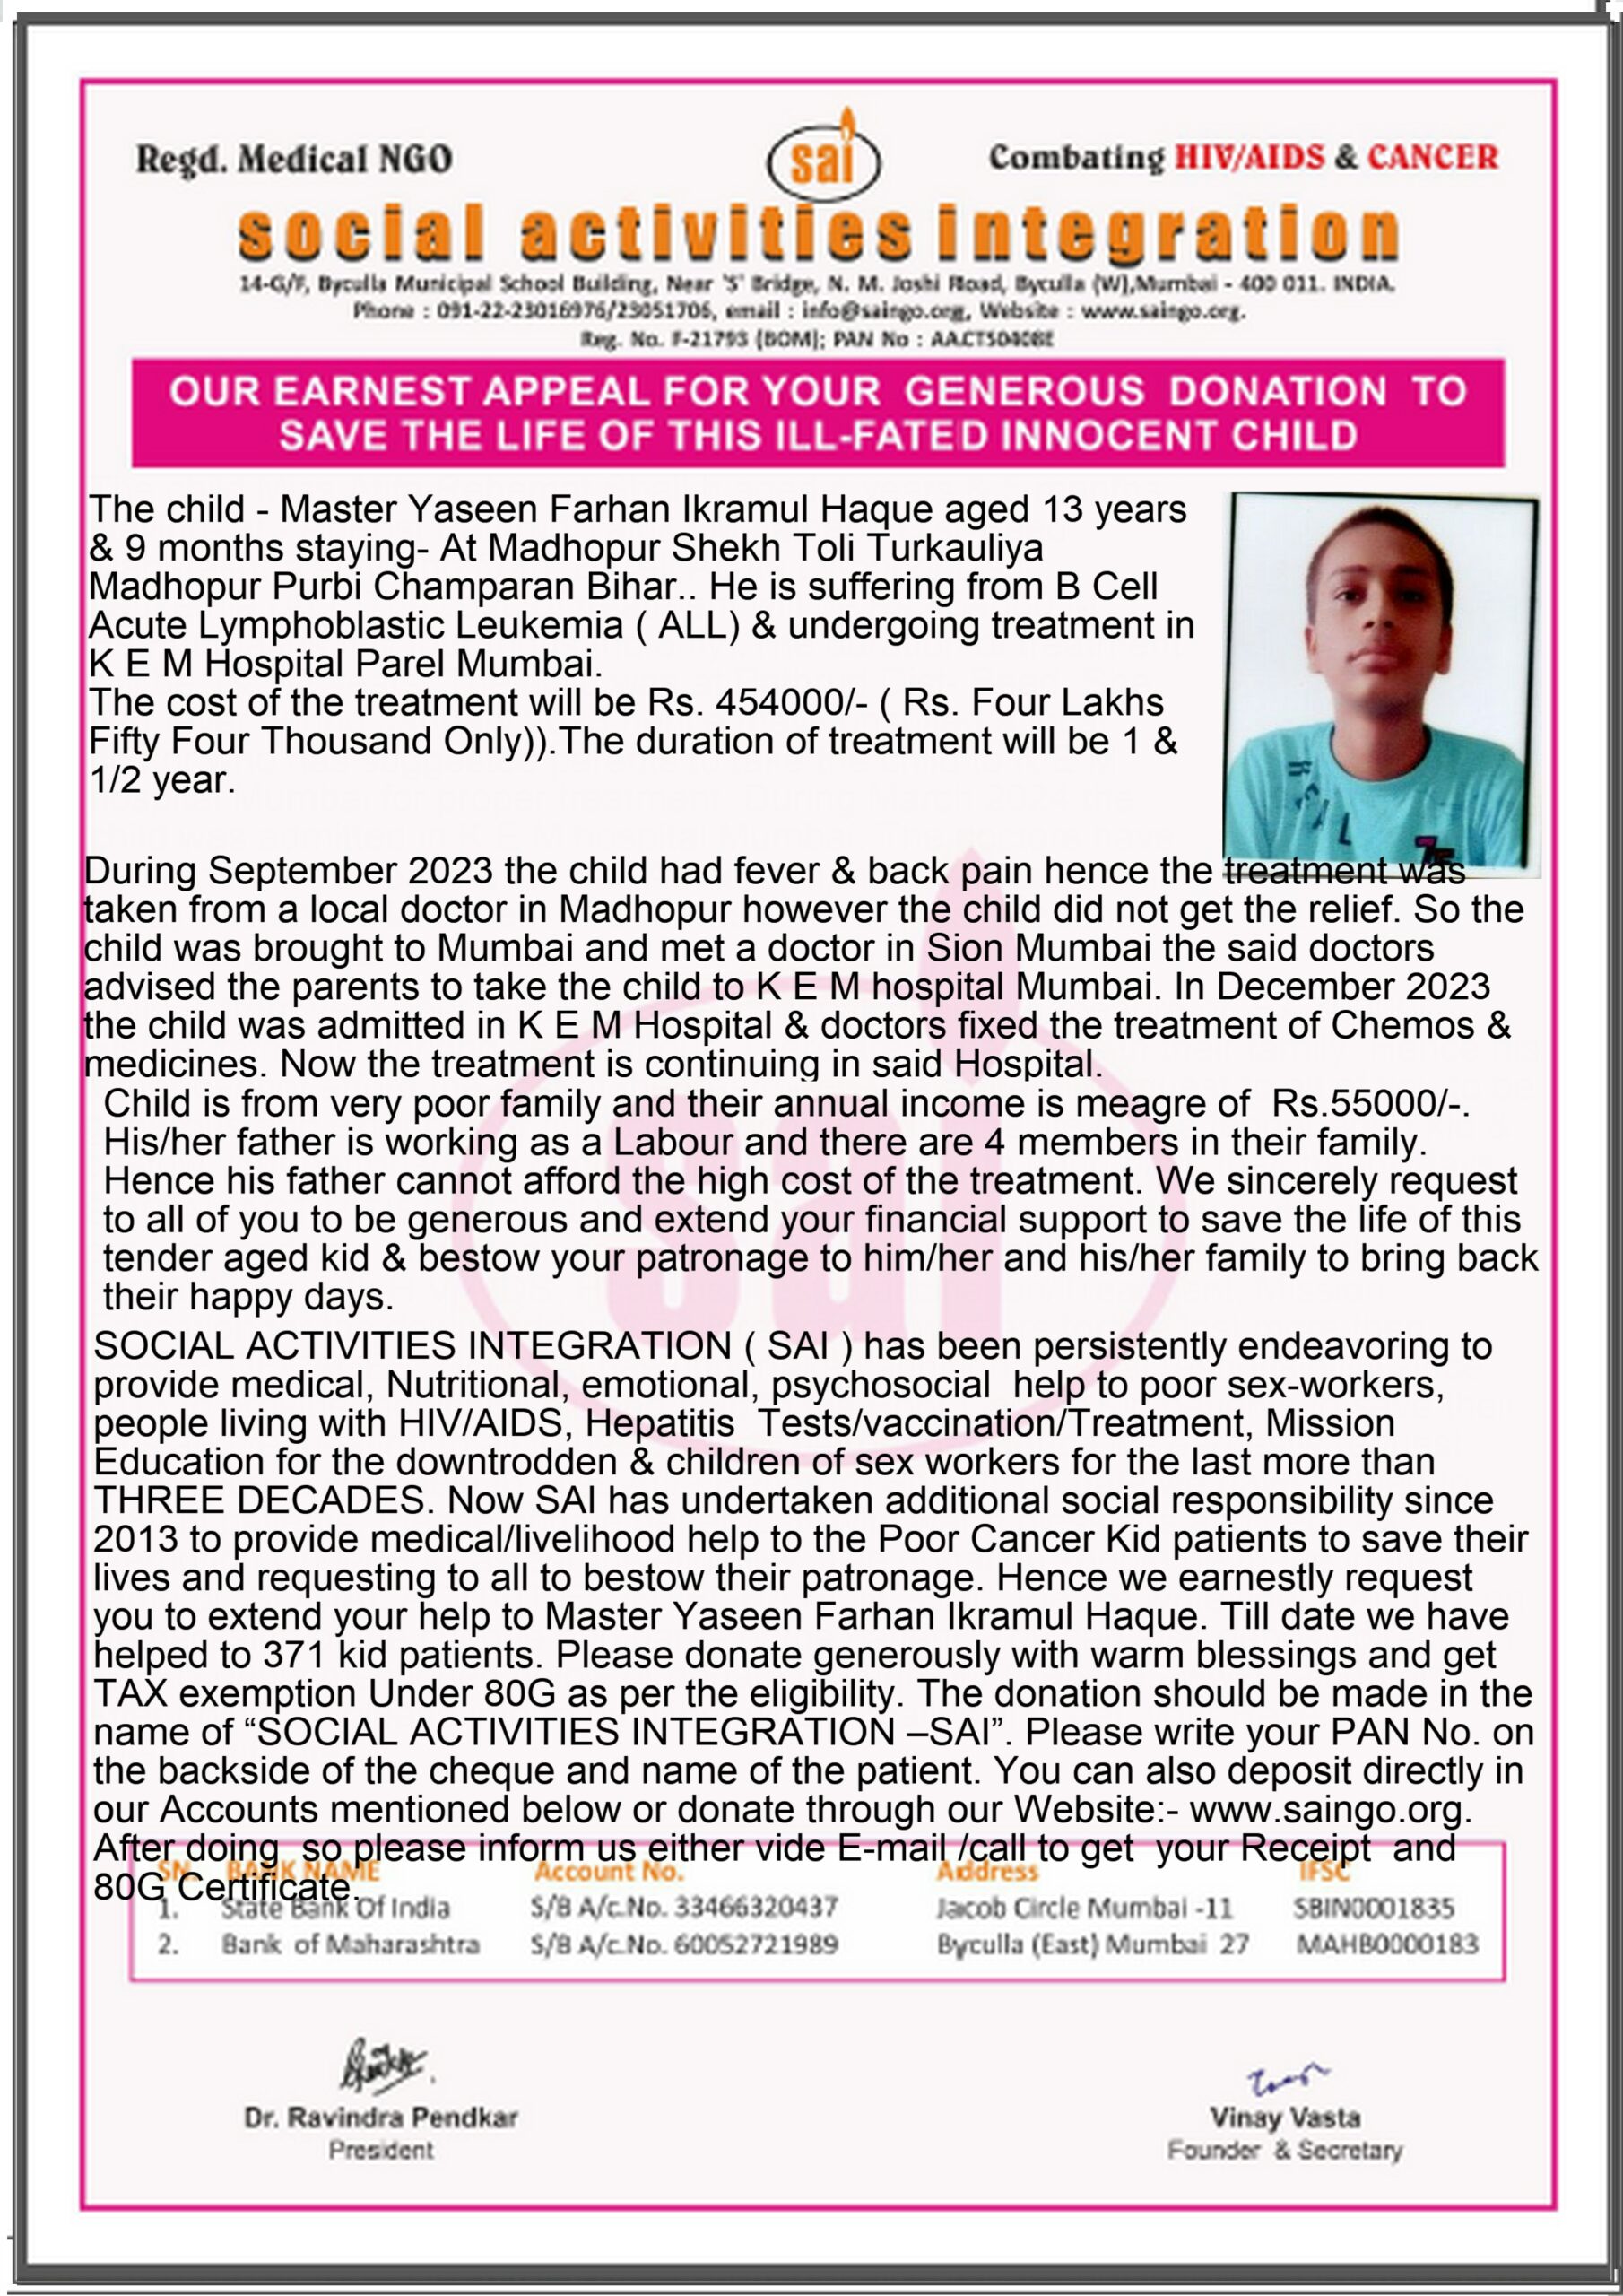 Regd. Medical NGO
sai
Combating HIV/AIDS & CANCER
social activities integration
14-G/F, Byculla Municipal School Building, Near 'S' Bridge, N. M. Joshi Road, Byculla (W),Mumbai - 400 011. INDIA.
Phone : 091-22-23016976/23051706, email : info@saingo.org, Website : www.saingo.org.
Reg. No. F-21793 (BOM); PAN No :
OUR EARNEST APPEAL FOR YOUR GENEROUS DONATION TO
SAVE THE LIFE OF THIS ILL-FATED INNOCENT CHILD
The child - Master Yaseen Farhan Ikramul Haque aged 13 years
& 9 months staying- At Madhopur Shekh Toli Turkauliya
Madhopur Purbi Champaran Bihar.. He is suffering from B Cell
Acute Lymphoblastic Leukemia ( ALL) & undergoing treatment in
K E M Hospital Parel Mumbai.
The cost of the treatment will be Rs. 454000/- ( Rs. Four Lakhs
Fifty Four Thousand Only)).The duration of treatment will be 1 &
1/2 year.
During September 2023 the child had fever & back pain hence the treatment was
taken from a local doctor in Madhopur however the child did not get the relief. So the
child was brought to Mumbai and met a doctor in Sion Mumbai the said doctors
advised the parents to take the child to K E M hospital Mumbai. In December 2023
the child was admitted in K E M Hospital & doctors fixed the treatment of Chemos &
medicines. Now the treatment is continuing in said Hospital.
Child is from very poor family and their annual income is meagre of Rs.55000/-.
His/her father is working as a Labour and there are 4 members in their family.
Hence his father cannot afford the high cost of the treatment. We sincerely request
to all of you to be generous and extend your financial support to save the life of this
tender aged kid & bestow your patronage to him/her and his/her family to bring back
their happy days.
SOCIAL ACTIVITIES INTEGRATION ( SAI ) has been persistently endeavoring to
provide medical, Nutritional, emotional, psychosocial help to poor sex-workers,
people living with HIV/AIDS, Hepatitis Tests/vaccination/Treatment, Mission
Education for the downtrodden & children of sex workers for the last more than
THREE DECADES. Now SAI has undertaken additional social responsibility since
2013 to provide medical/livelihood help to the Poor Cancer Kid patients to save their
lives and requesting to all to bestow their patronage. Hence we earnestly request
you to extend your help to Master Yaseen Farhan Ikramul Haque. Till date we have
helped to 371 kid patients. Please donate generously with warm blessings and get
TAX exemption Under 80G as per the eligibility. The donation should be made in the
name of “SOCIAL ACTIVITIES INTEGRATION –SAI”. Please write your PAN No. on
the backside of the cheque and name of the patient. You can also deposit directly in
our Accounts mentioned below or donate through our Website:- www.saingo.org.
After doing so please inform us either vide E-mail /call to get your Receipt and
80G Certificate.
SN. BANK NAME Account No. Address IFSC
1. State Bank Of India S/B A/c.No. 33466320437 Jacob Circle Mumbai -11 SBIN0001835
2. Bank of Maharashtra S/B A/c.No. 60052721989 Byculla (East) Mumbai 27 MAHB0000183
Dr. Ravindra Pendkar
President
Vinay Vasta
Founder & Secretary